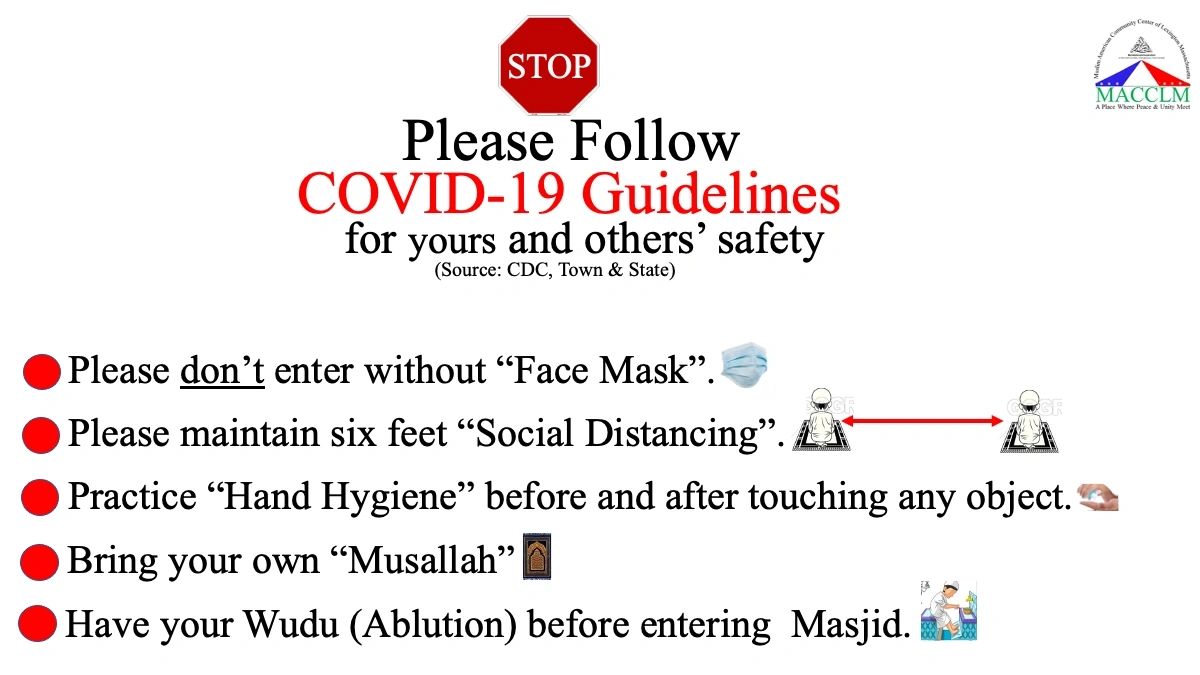 STOP
Muslim American Community Center of Lexington Massachusetts
MACCLM
A Place Where Peace & Unity Meet
Please Follow
COVID-19 Guidelines
for yours and others’ safety
(Source: CDC, Town & State)
Please don’t enter without “Face Mask”.
Please maintain six feet “Social Distancing”.
Practice “Hand Hygiene” before and after touching any object.
Bring your own “Musallah”
Have your Wudu (Ablution) before entering  Masjid.